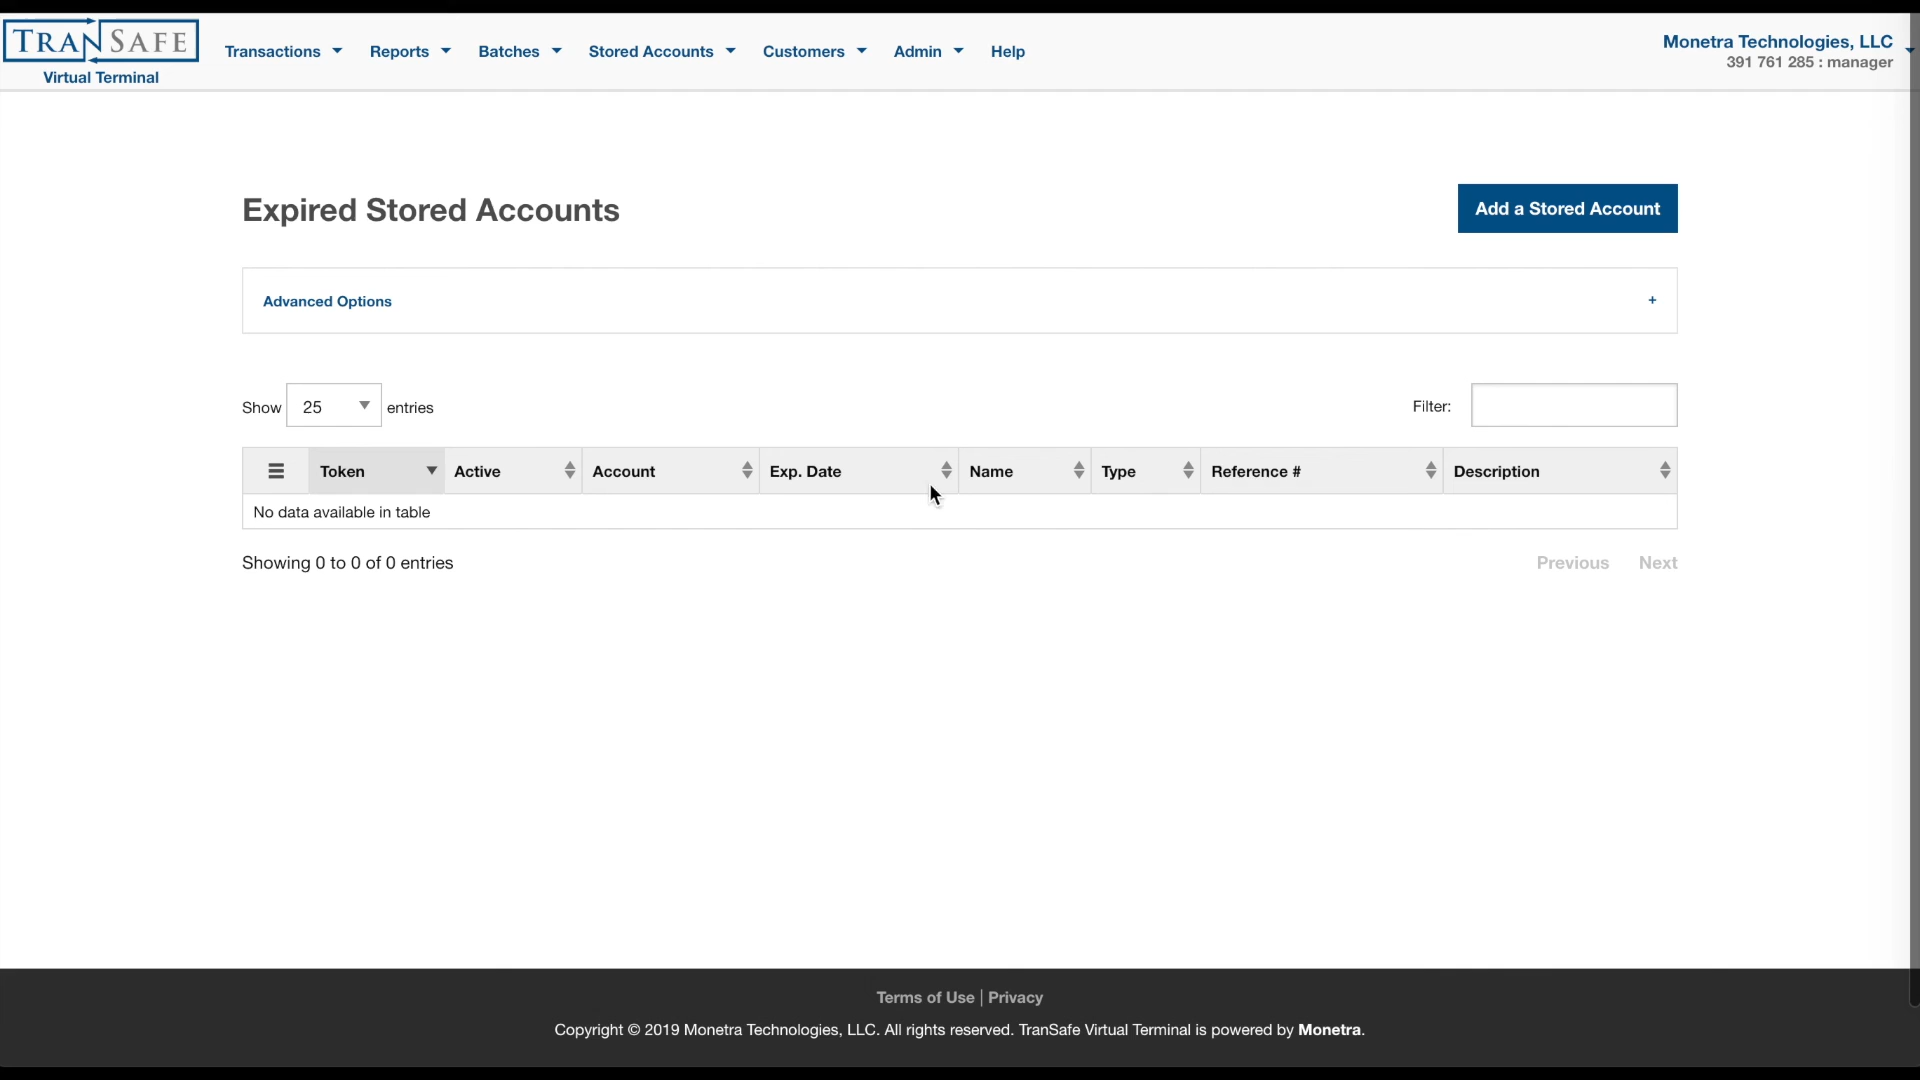 TRANSAFE
Virtual Terminal
Transactions Reports Batches Stored Accounts Customers Admin Help
Monetra Technologies, LLC
391 761 285 : manager
Expired Stored Accounts
Add a Stored Account
Advanced Options +
Show 25 entries
Filter:
Token Active Account Exp. Date Name Type Reference # Description
No data available in table
Showing 0 to 0 of 0 entries
Previous Next
Terms of Use | Privacy
Copyright © 2019 Monetra Technologies, LLC. All rights reserved. TranSafe Virtual Terminal is powered by Monetra.